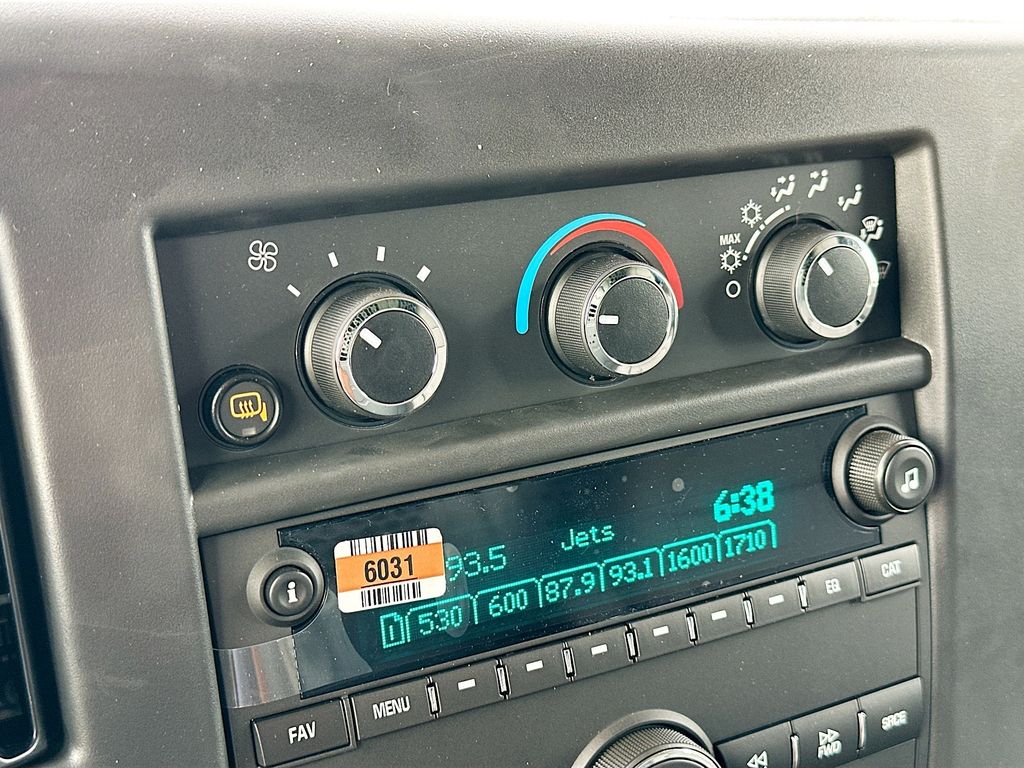 MAX
6:38
93.5 Jets
6031
D 530 600 87.9 93.1 1600 1710
i
FAV MENU EQ CAT
FWD SRCE